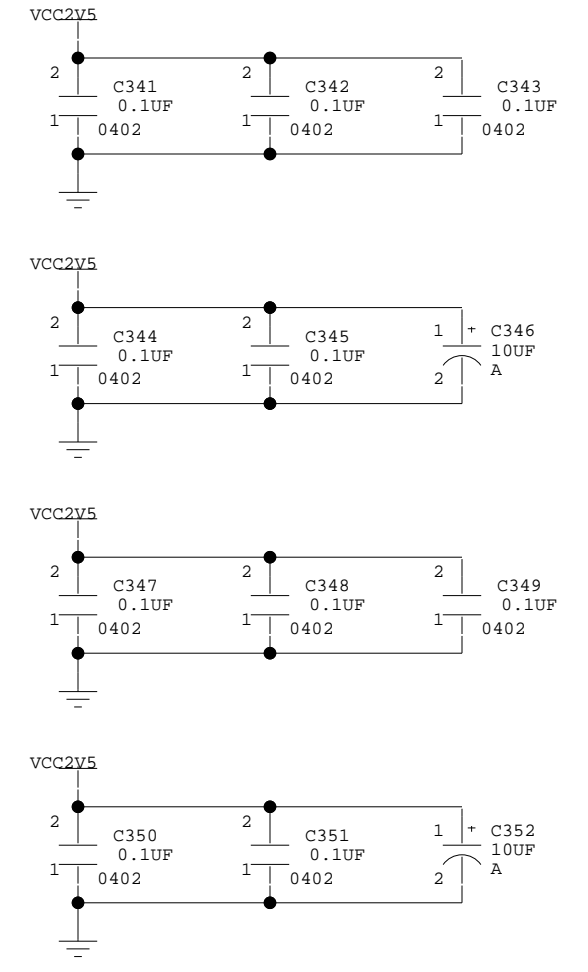 VCC2V5
2 C341 2 C342 2 C343
0.1UF 0.1UF 0.1UF
1 0402 1 0402 1 0402
VCC2V5
2 C344 2 C345 1 + C346
0.1UF 0.1UF 10UF
1 0402 1 0402 2 A
VCC2V5
2 C347 2 C348 2 C349
0.1UF 0.1UF 0.1UF
1 0402 1 0402 1 0402
VCC2V5
2 C350 2 C351 1 + C352
0.1UF 0.1UF 10UF
1 0402 1 0402 2 A